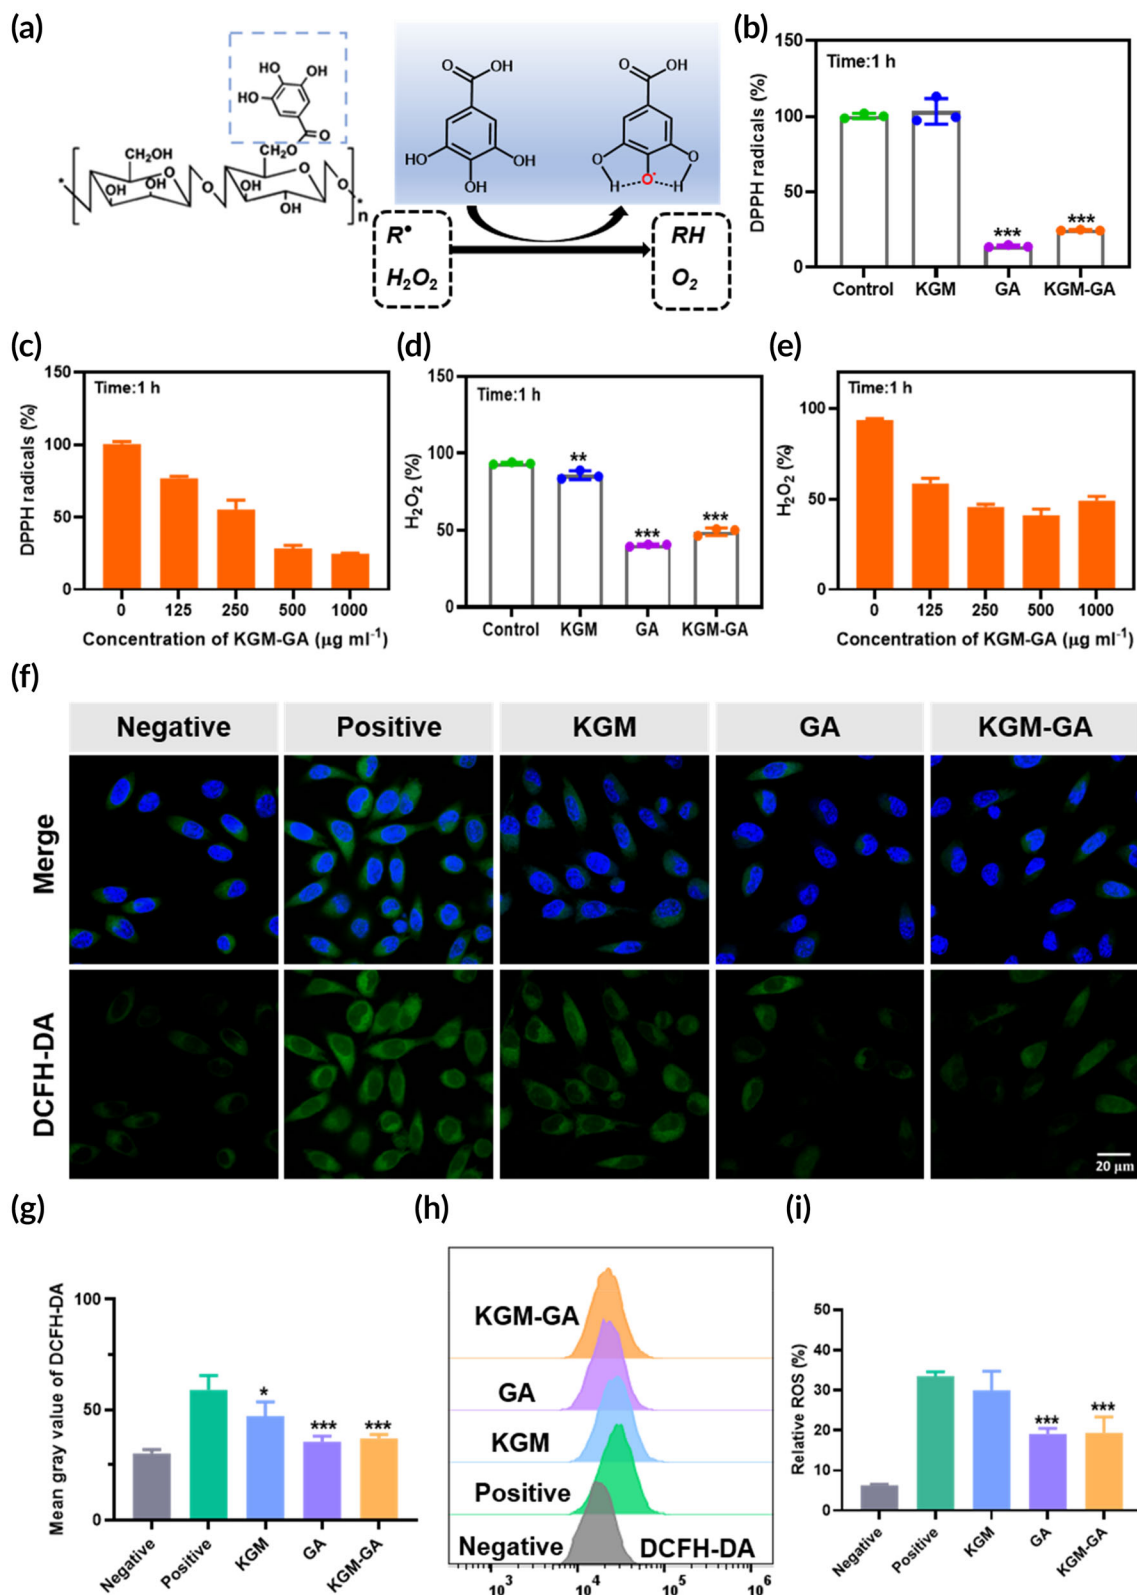 (a)
HO
OH
HO
OH
CH2OH
CH2O
O
O
OH
HO
OH
O
O
OH
OH
n
O
OH
HO
OH
OH
O
OH
O
O
H
O
H
R•
H2O2
RH
O2
(b)
Time:1 h
DPPH radicals (%)
150
100
50
0
***
***
Control
KGM
GA
KGM-GA
(c)
Time:1 h
DPPH radicals (%)
150
100
50
0
0
125
250
500
1000
Concentration of KGM-GA (μg ml-1)
(d)
Time:1 h
H2O2 (%)
150
100
50
0
**
***
***
Control
KGM
GA
KGM-GA
(e)
Time:1 h
H2O2 (%)
100
50
0
0
125
250
500
1000
Concentration of KGM-GA (μg ml-1)
(f)
Negative
Positive
KGM
GA
KGM-GA
Merge
DCFH-DA
20 μm
(g)
Mean gray value of DCFH-DA
100
50
0
*
***
***
Negative
Positive
KGM
GA
KGM-GA
(h)
KGM-GA
GA
KGM
Positive
Negative
DCFH-DA
10^3
10^4
10^5
10^6
(i)
Relative ROS (%)
50
40
30
20
10
0
***
***
Negative
Positive
KGM
GA
KGM-GA